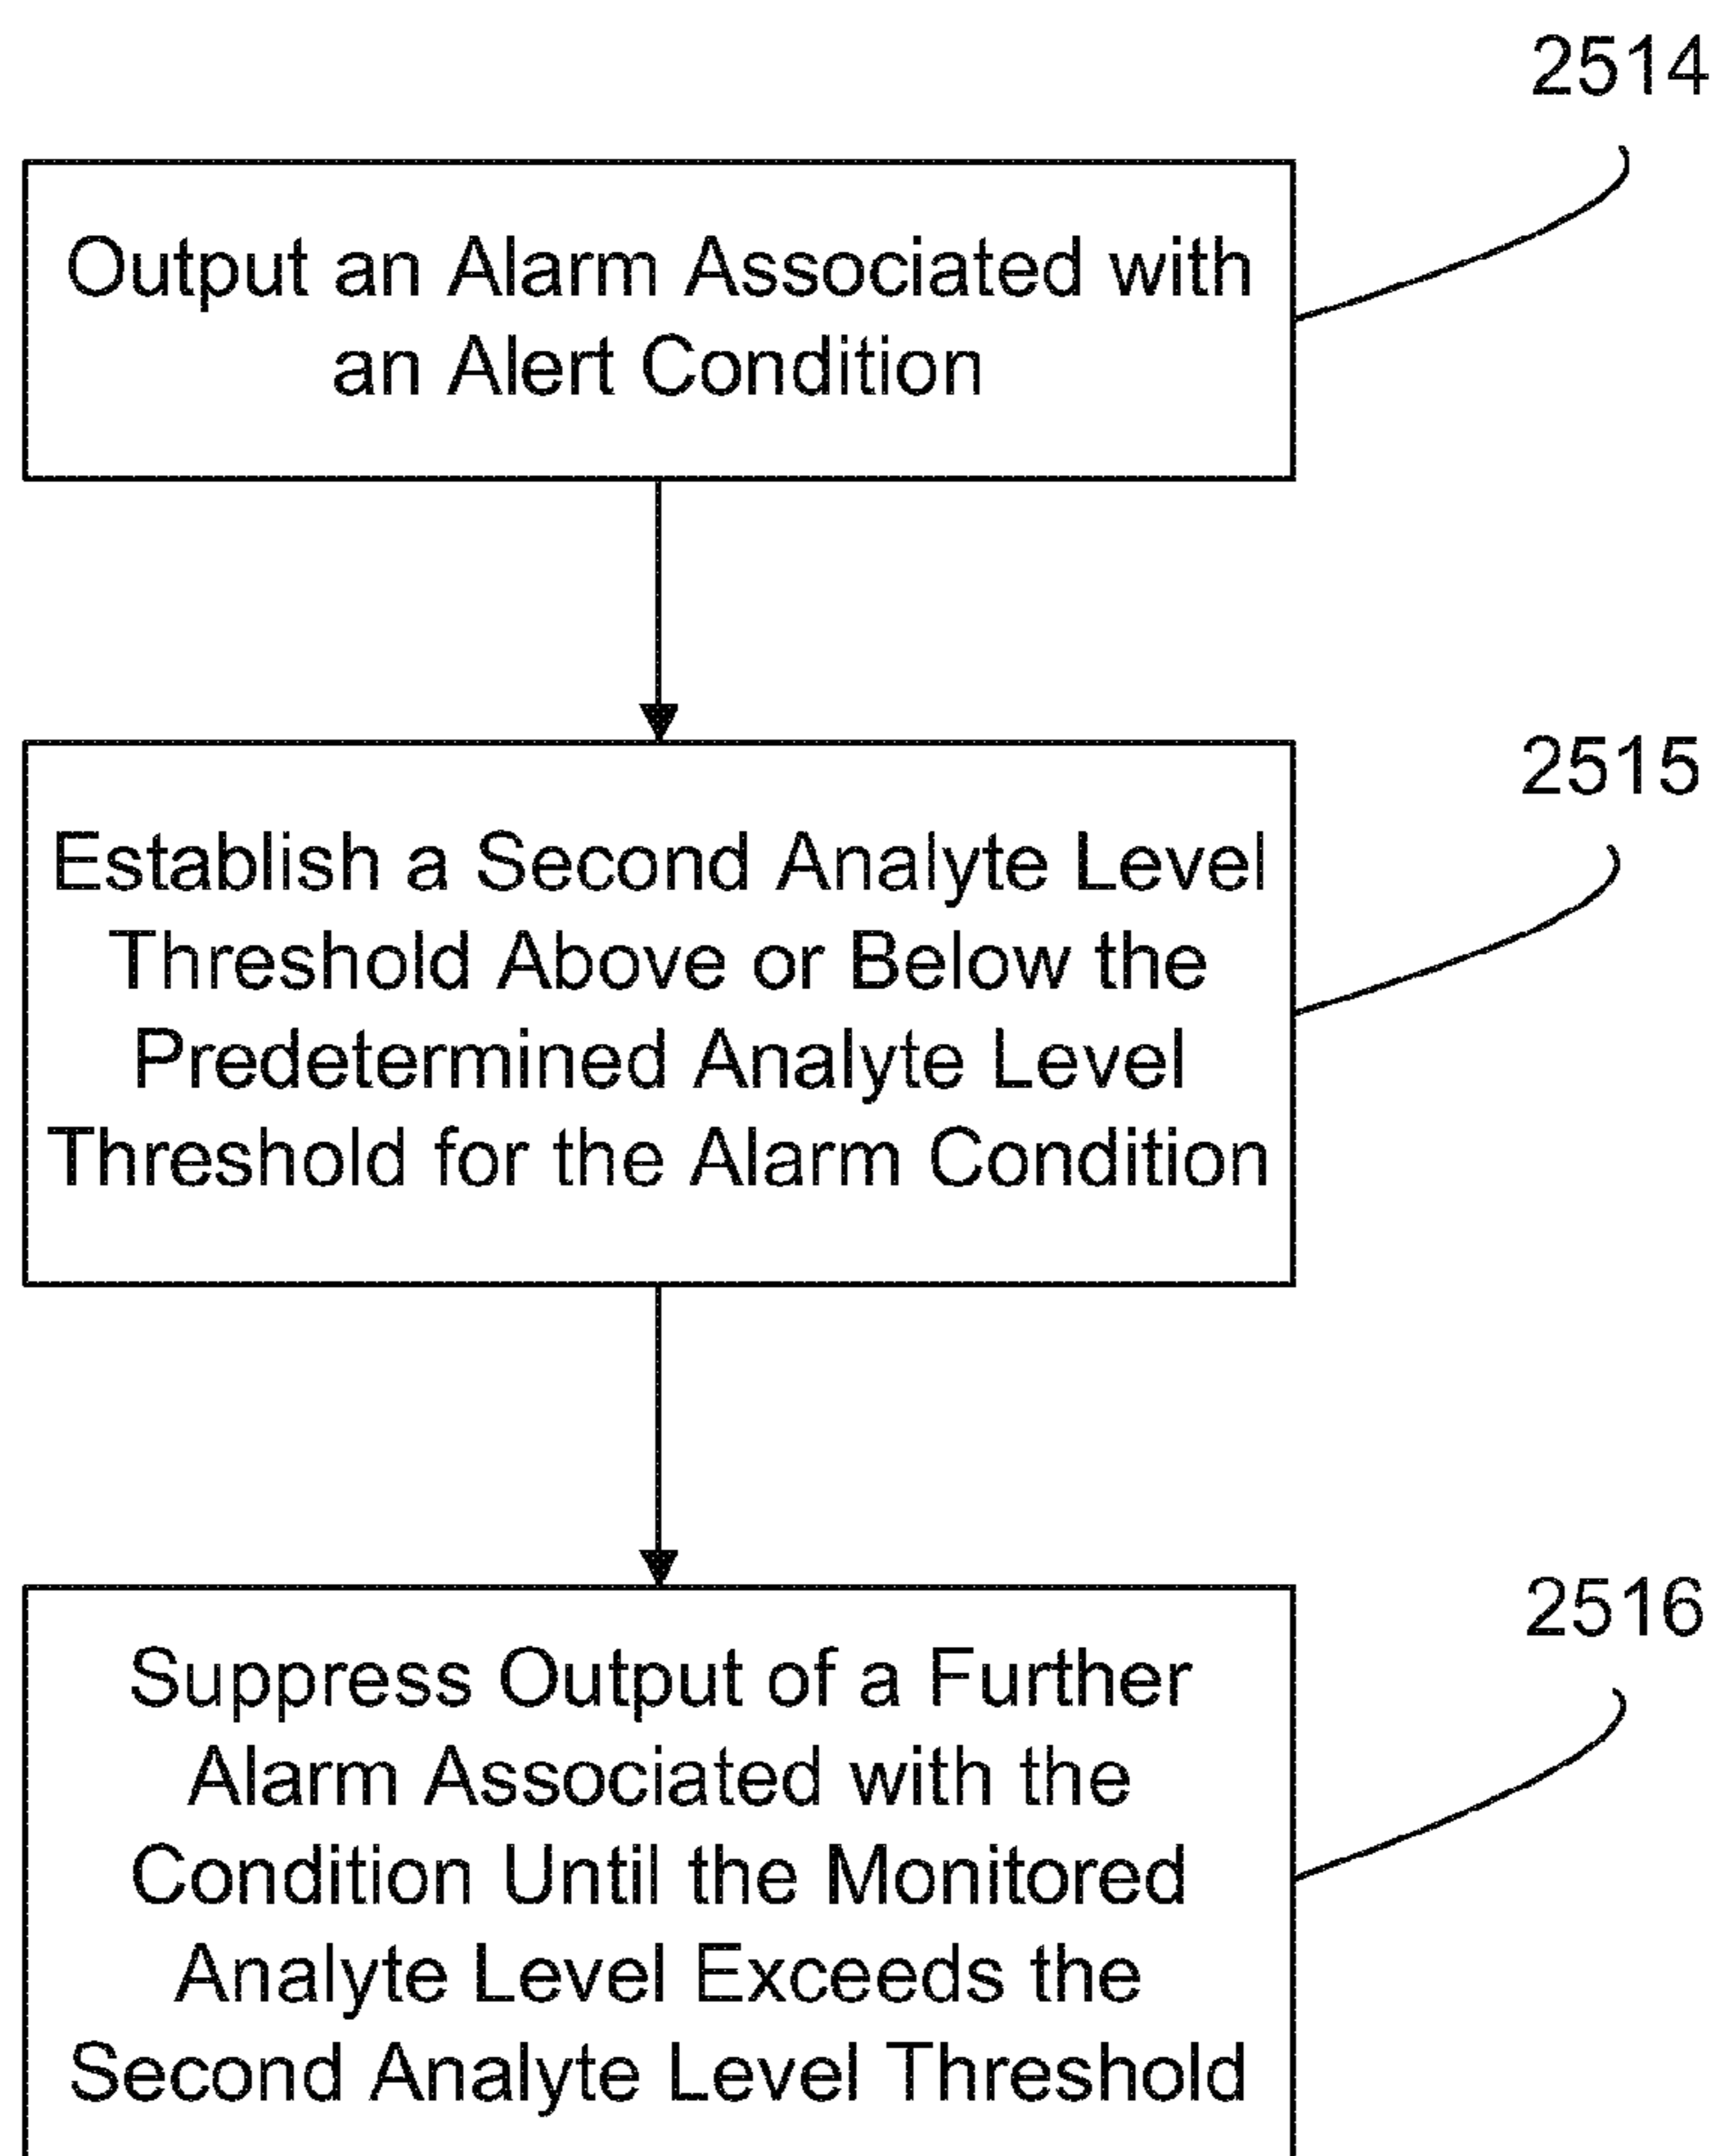 2514
Output an Alarm Associated with
an Alert Condition
2515
Establish a Second Analyte Level
Threshold Above or Below the
Predetermined Analyte Level
Threshold for the Alarm Condition
2516
Suppress Output of a Further
Alarm Associated with the
Condition Until the Monitored
Analyte Level Exceeds the
Second Analyte Level Threshold